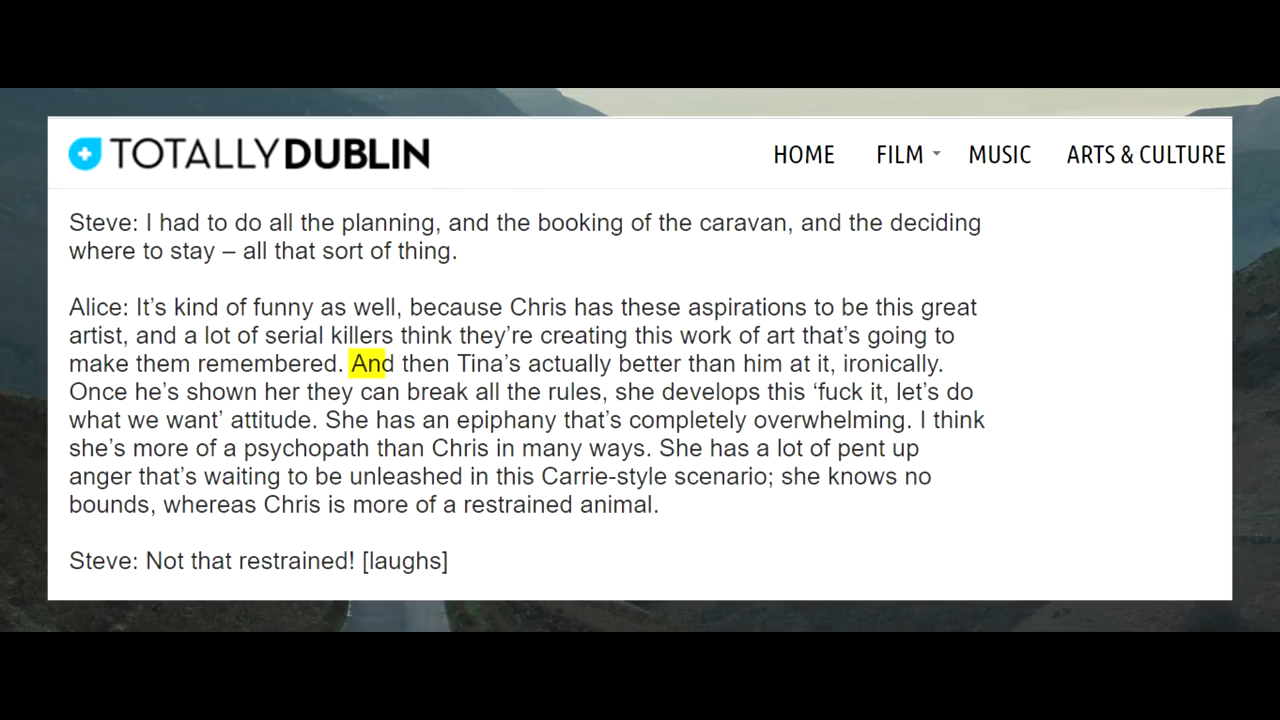 TOTALLYDUBLIN
HOME FILM MUSIC ARTS & CULTURE
Steve: I had to do all the planning, and the booking of the caravan, and the deciding
where to stay – all that sort of thing.
Alice: It’s kind of funny as well, because Chris has these aspirations to be this great
artist, and a lot of serial killers think they’re creating this work of art that’s going to
make them remembered. And then Tina’s actually better than him at it, ironically.
Once he’s shown her they can break all the rules, she develops this ‘fuck it, let’s do
what we want’ attitude. She has an epiphany that’s completely overwhelming. I think
she’s more of a psychopath than Chris in many ways. She has a lot of pent up
anger that’s waiting to be unleashed in this Carrie-style scenario; she knows no
bounds, whereas Chris is more of a restrained animal.
Steve: Not that restrained! [laughs]